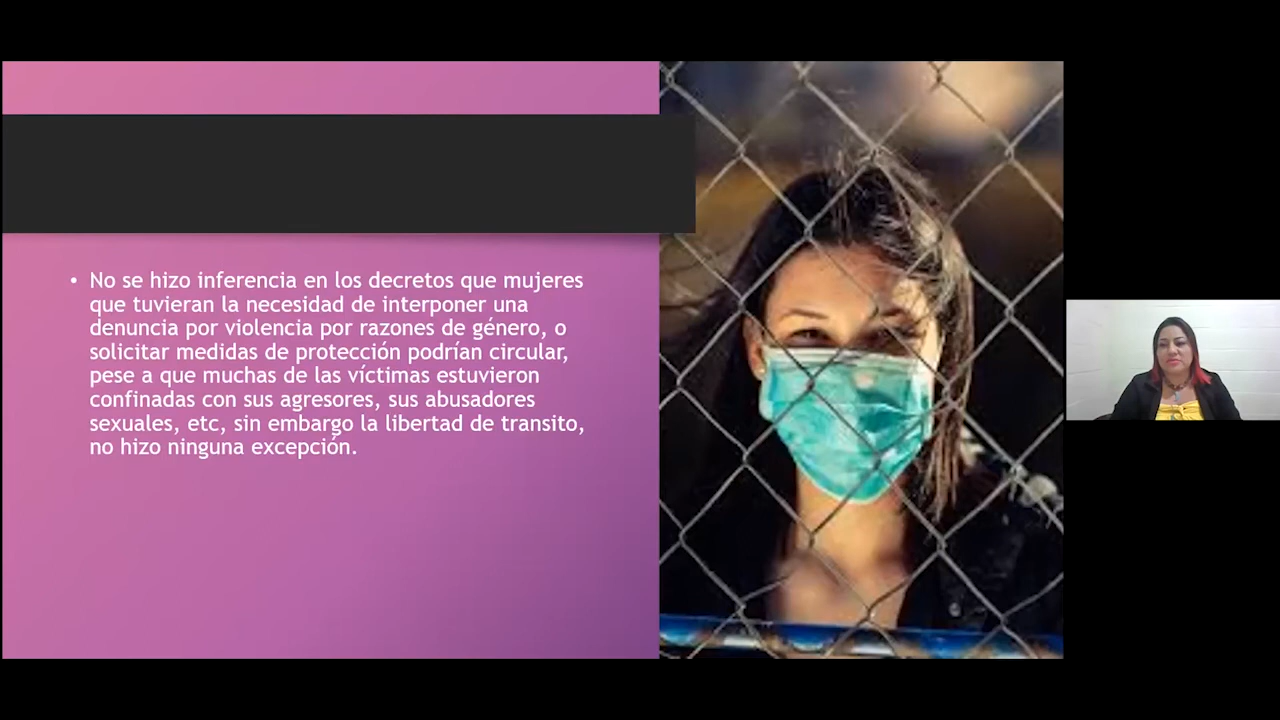 • No se hizo inferencia en los decretos que mujeres
que tuvieran la necesidad de interponer una
denuncia por violencia por razones de género, o
solicitar medidas de protección podrían circular,
pese a que muchas de las víctimas estuvieron
confinadas con sus agresores, sus abusadores
sexuales, etc, sin embargo la libertad de transito,
no hizo ninguna excepción.